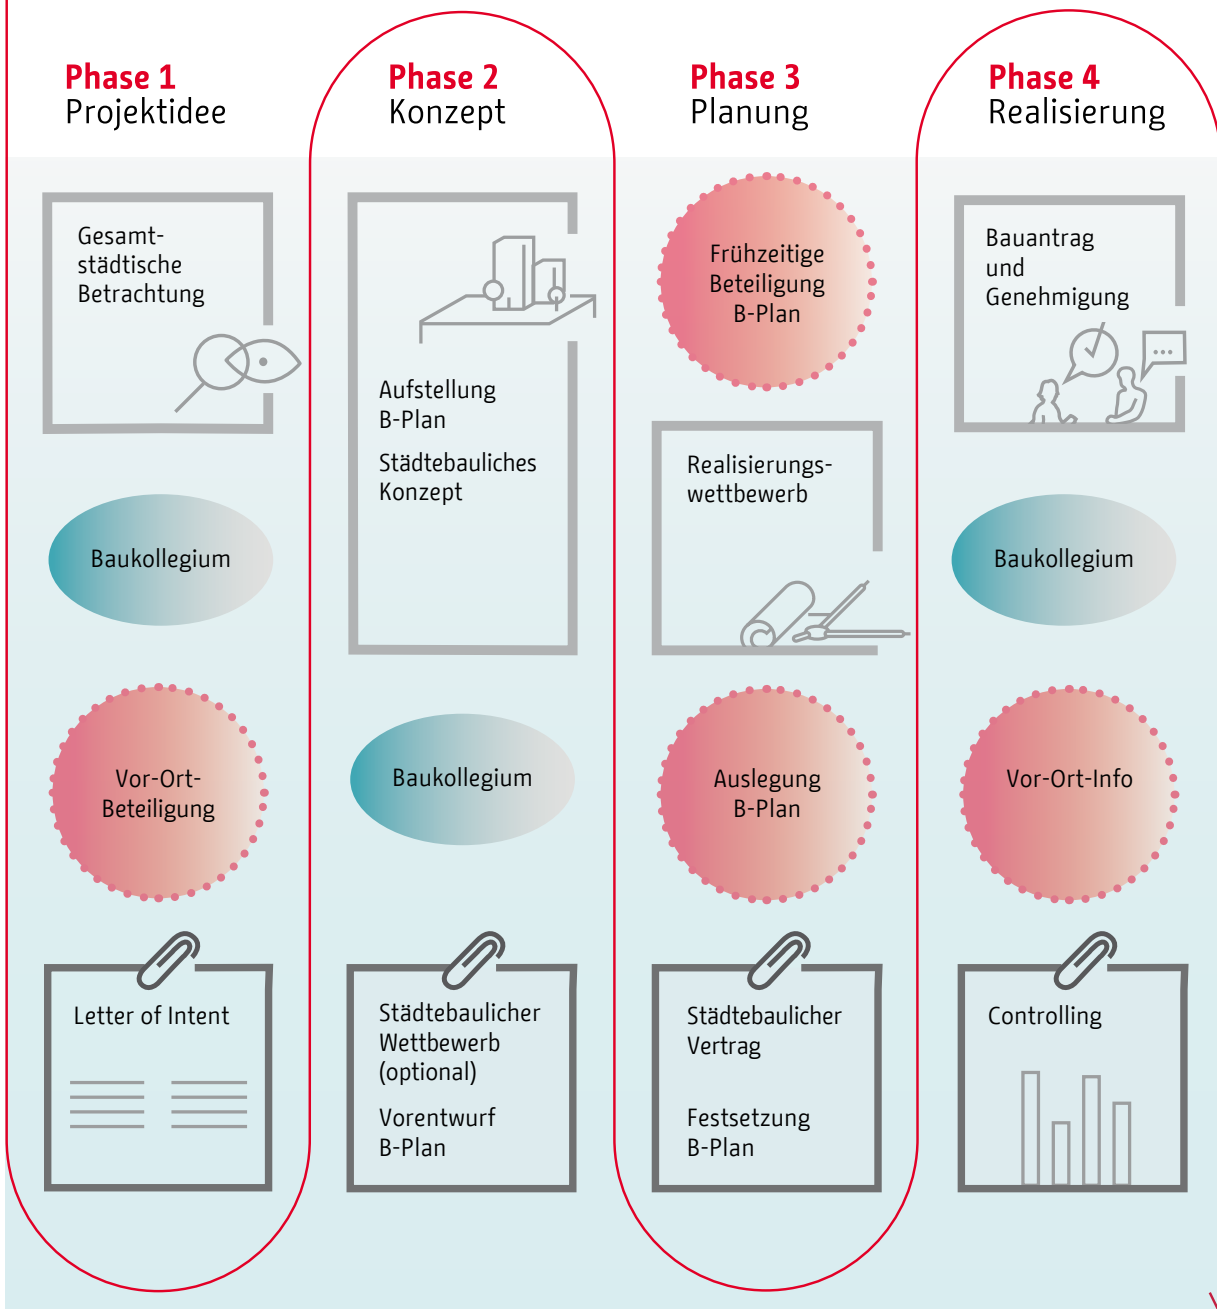 Phase 1
Projektidee
Gesamt-
städtische
Betrachtung
Baukollegium
Vor-Ort-
Beteiligung
Letter of Intent
Phase 2
Konzept
Aufstellung
B-Plan
Städtebauliches
Konzept
Baukollegium
Städtebaulicher
Wettbewerb
(optional)
Vorentwurf
B-Plan
Phase 3
Planung
Frühzeitige
Beteiligung
B-Plan
Realisierungs-
wettbewerb
Auslegung
B-Plan
Städtebaulicher
Vertrag
Festsetzung
B-Plan
Phase 4
Realisierung
Bauantrag
und
Genehmigung
Baukollegium
Vor-Ort-Info
Controlling